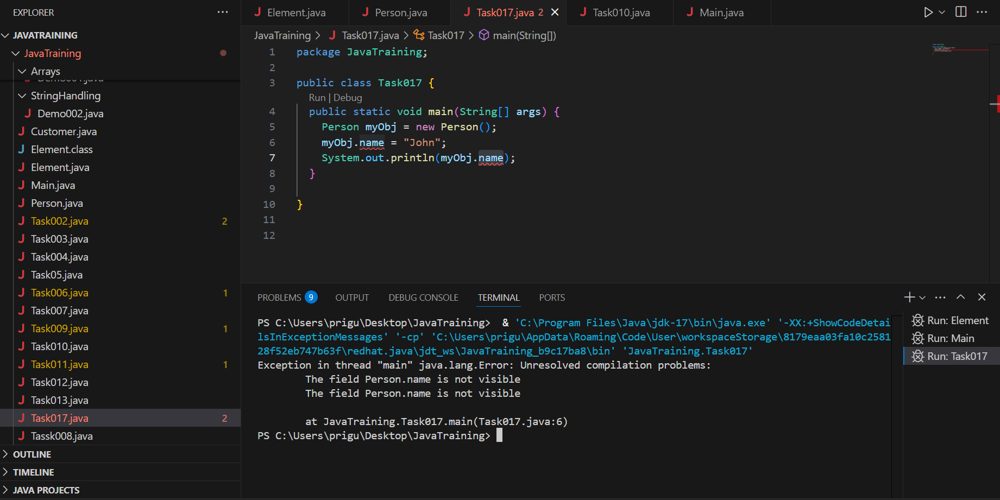 EXPLORER
JAVATRAINING
JavaTraining
Arrays
StringHandling
Demo002.java
Customer.java
Element.class
Element.java
Main.java
Person.java
Task002.java 2
Task003.java
Task004.java
Task05.java
Task006.java 1
Task007.java
Task009.java 1
Task010.java
Task011.java 1
Task012.java
Task013.java
Task017.java 2
Tassk008.java
OUTLINE
TIMELINE
JAVA PROJECTS
Element.java Person.java Task017.java 2 Task010.java Main.java
JavaTraining > Task017.java > Task017 > main(String[])
1 package JavaTraining;
2
3 public class Task017 {
Run | Debug
4 public static void main(String[] args) {
5 Person myObj = new Person();
6 myObj.name = "John";
7 System.out.println(myObj.name);
8 }
9
10 }
11
12
PROBLEMS 9 OUTPUT DEBUG CONSOLE TERMINAL PORTS
PS C:\Users\prigu\Desktop\JavaTraining> & 'C:\Program Files\Java\jdk-17\bin\java.exe' '-XX:+ShowCodeDetai
lsInExceptionMessages' '-cp' 'C:\Users\prigu\AppData\Roaming\Code\User\workspaceStorage\8179eaa03fa10c2581
28f52eb747b63f\redhat.java\jdt_ws\JavaTraining_b9c17ba8\bin' 'JavaTraining.Task017'
Exception in thread "main" java.lang.Error: Unresolved compilation problems:
The field Person.name is not visible
The field Person.name is not visible
at JavaTraining.Task017.main(Task017.java:6)
PS C:\Users\prigu\Desktop\JavaTraining>
Run: Element
Run: Main
Run: Task017